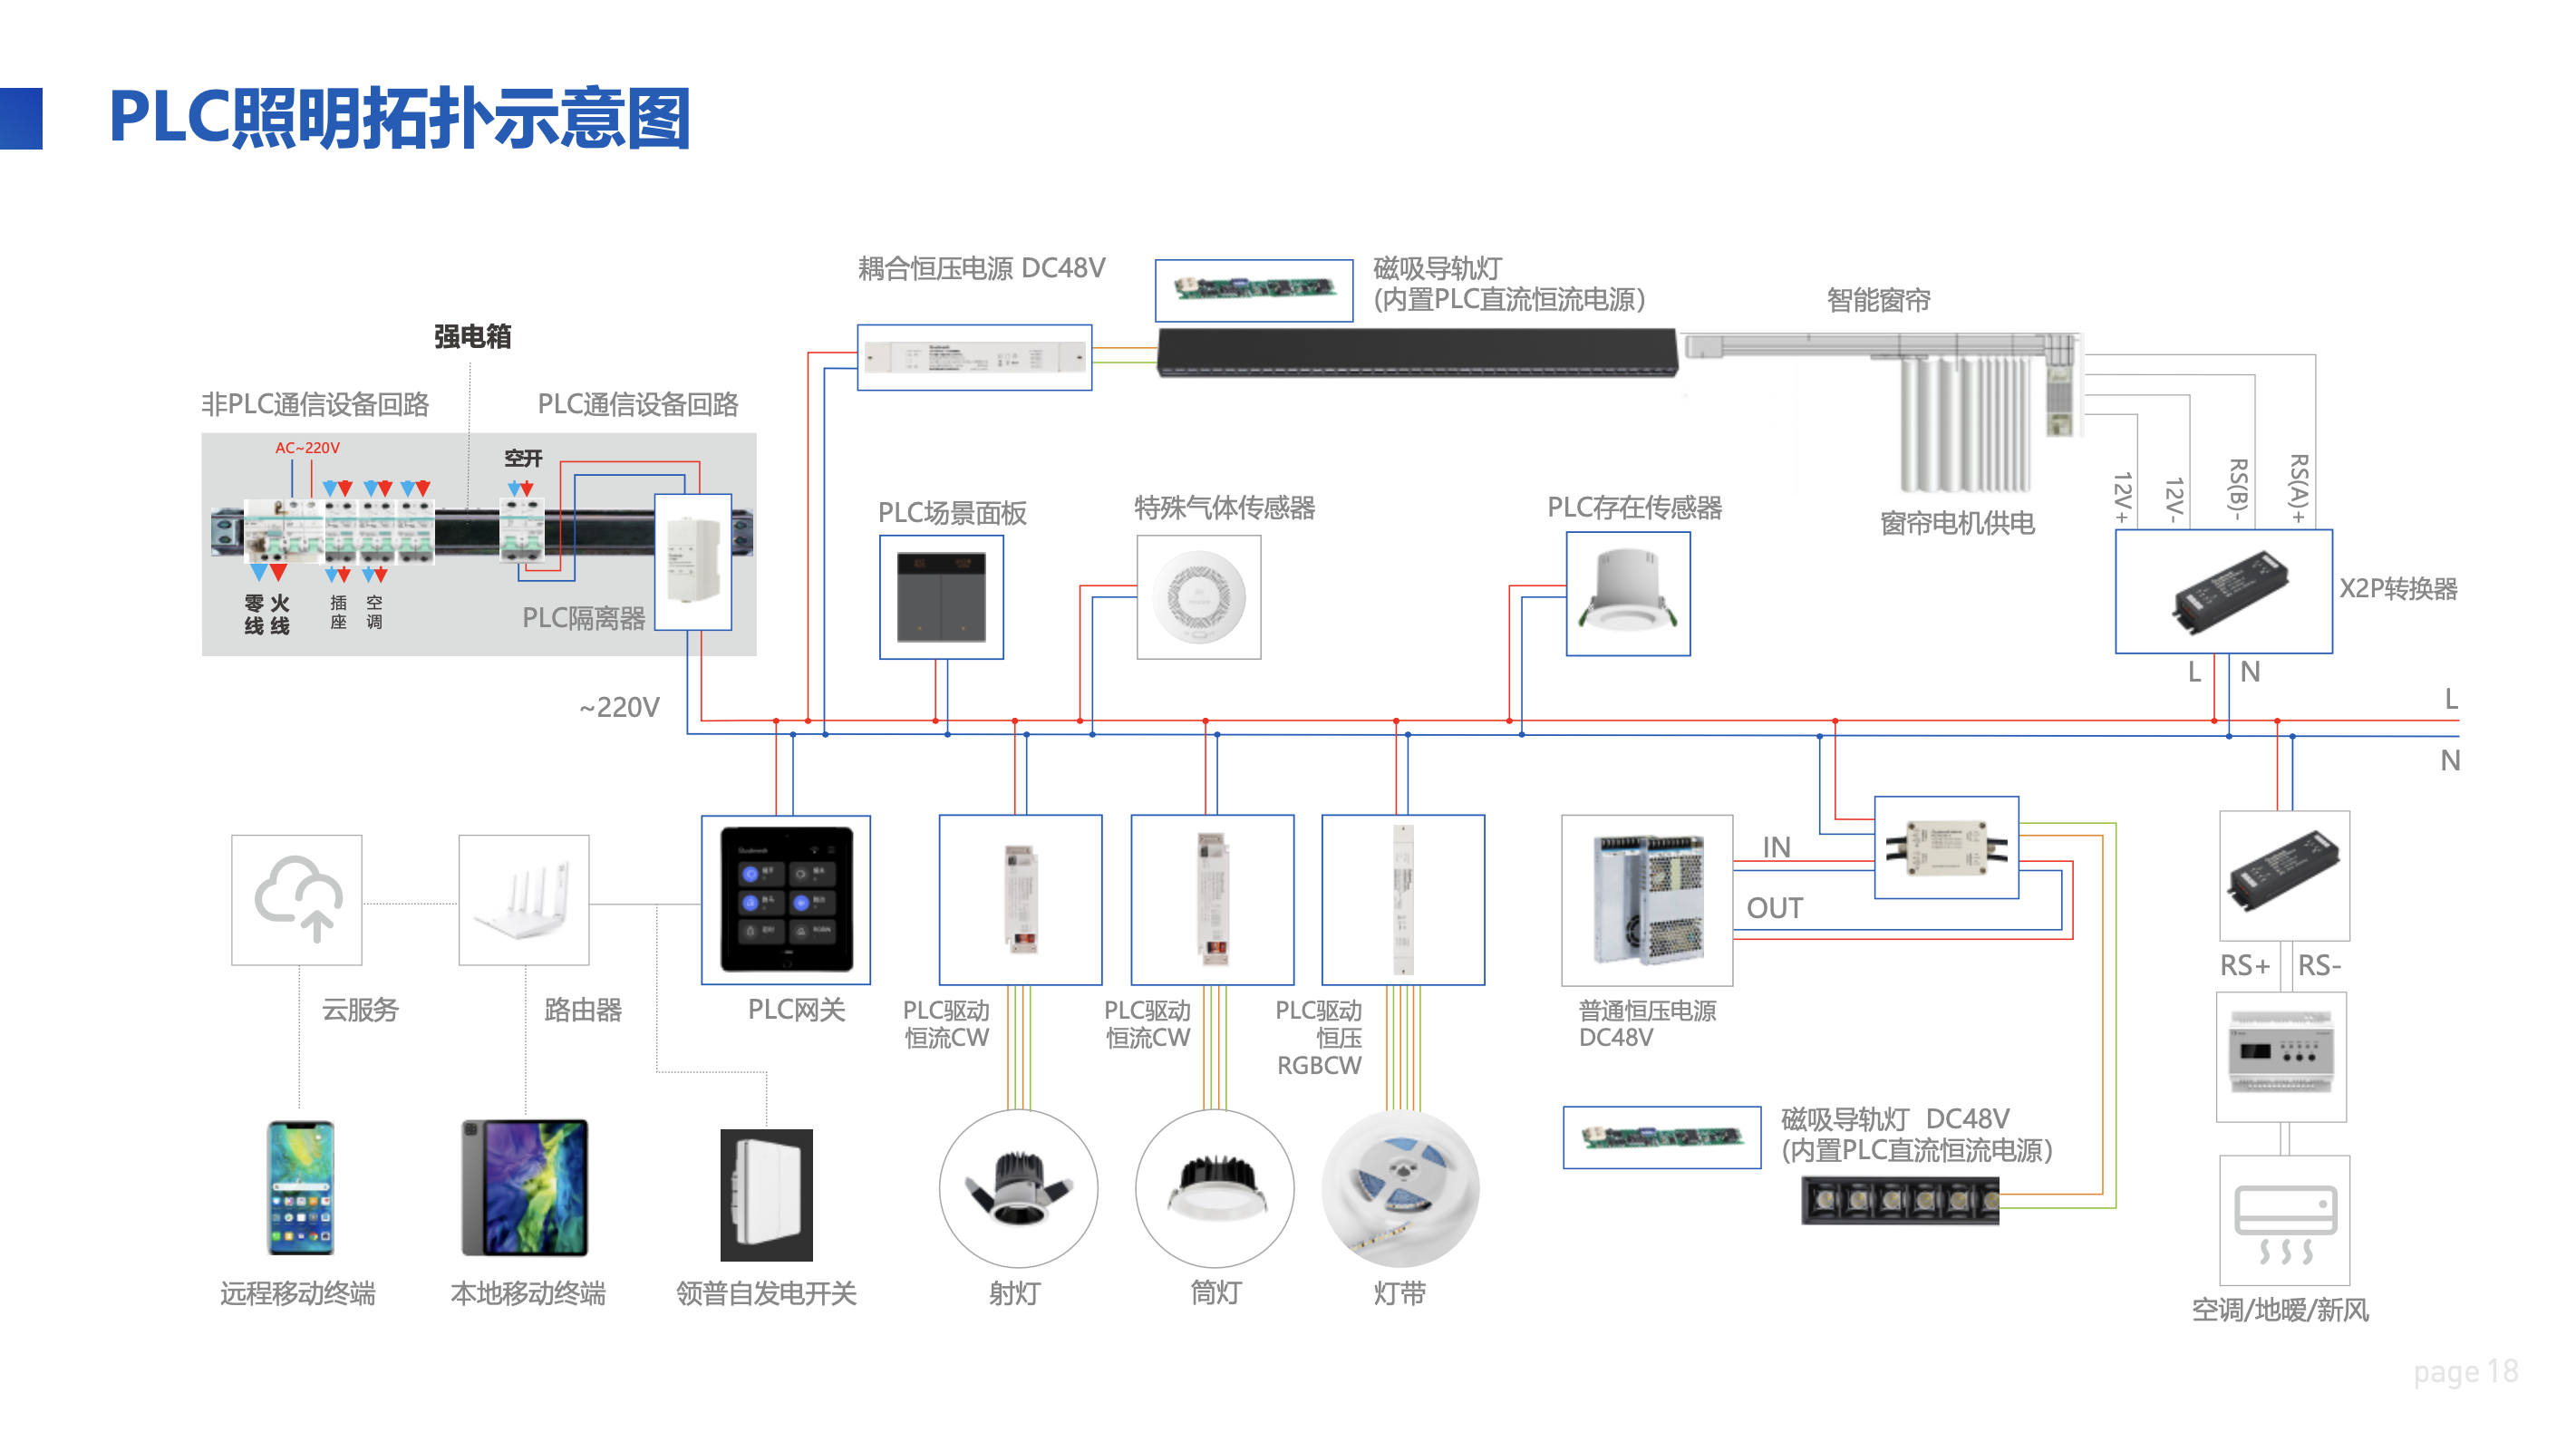 PLC照明拓扑示意图
耦合恒压电源 DC48V
磁吸导轨灯
(内置PLC直流恒流电源)
智能窗帘
强电箱
非PLC通信设备回路
PLC通信设备回路
AC~220V
空开
零线
火线
插座
空调
PLC隔离器
PLC场景面板
特殊气体传感器
PLC存在传感器
窗帘电机供电
12V+
12V-
RS(B)-
RS(A)+
X2P转换器
L
N
~220V
L
N
IN
OUT
云服务
路由器
PLC网关
PLC驱动
恒流CW
PLC驱动
恒流CW
PLC驱动
恒压
RGBCW
普通恒压电源
DC48V
RS+
RS-
磁吸导轨灯 DC48V
(内置PLC直流恒流电源)
远程移动终端
本地移动终端
领普自发电开关
射灯
筒灯
灯带
空调/地暖/新风
page 18